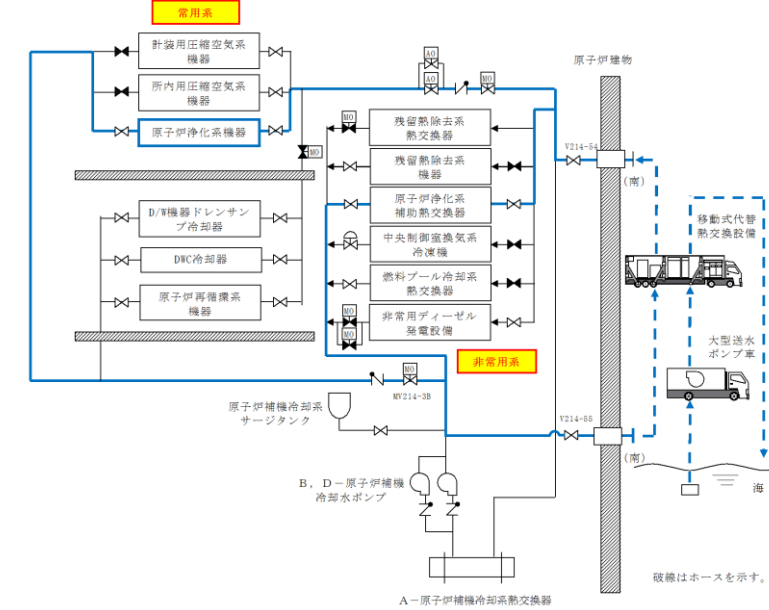 常用系
計装用圧縮空気系
機器
所内用圧縮空気系
機器
原子炉浄化系機器
AO
AO
MO
MO
原子炉建物
残留熱除去系
熱交換器
MO
残留熱除去系
機器
原子炉浄化系
補助熱交換器
中央制御室換気系
冷凍機
燃料プール冷却系
熱交換器
非常用ディーゼル
発電設備
MO
MO
V214-54
(南)
D/W機器ドレンサン
プ冷却器
DWC冷却器
原子炉再循環系
機器
移動式代替
熱交換設備
大型送水
ポンプ車
非常用系
MO
MV214-3B
原子炉補機冷却系
サージタンク
V214-55
(南)
海
B,D-原子炉補機
冷却水ポンプ
A-原子炉補機冷却系熱交換器
破線はホースを示す。